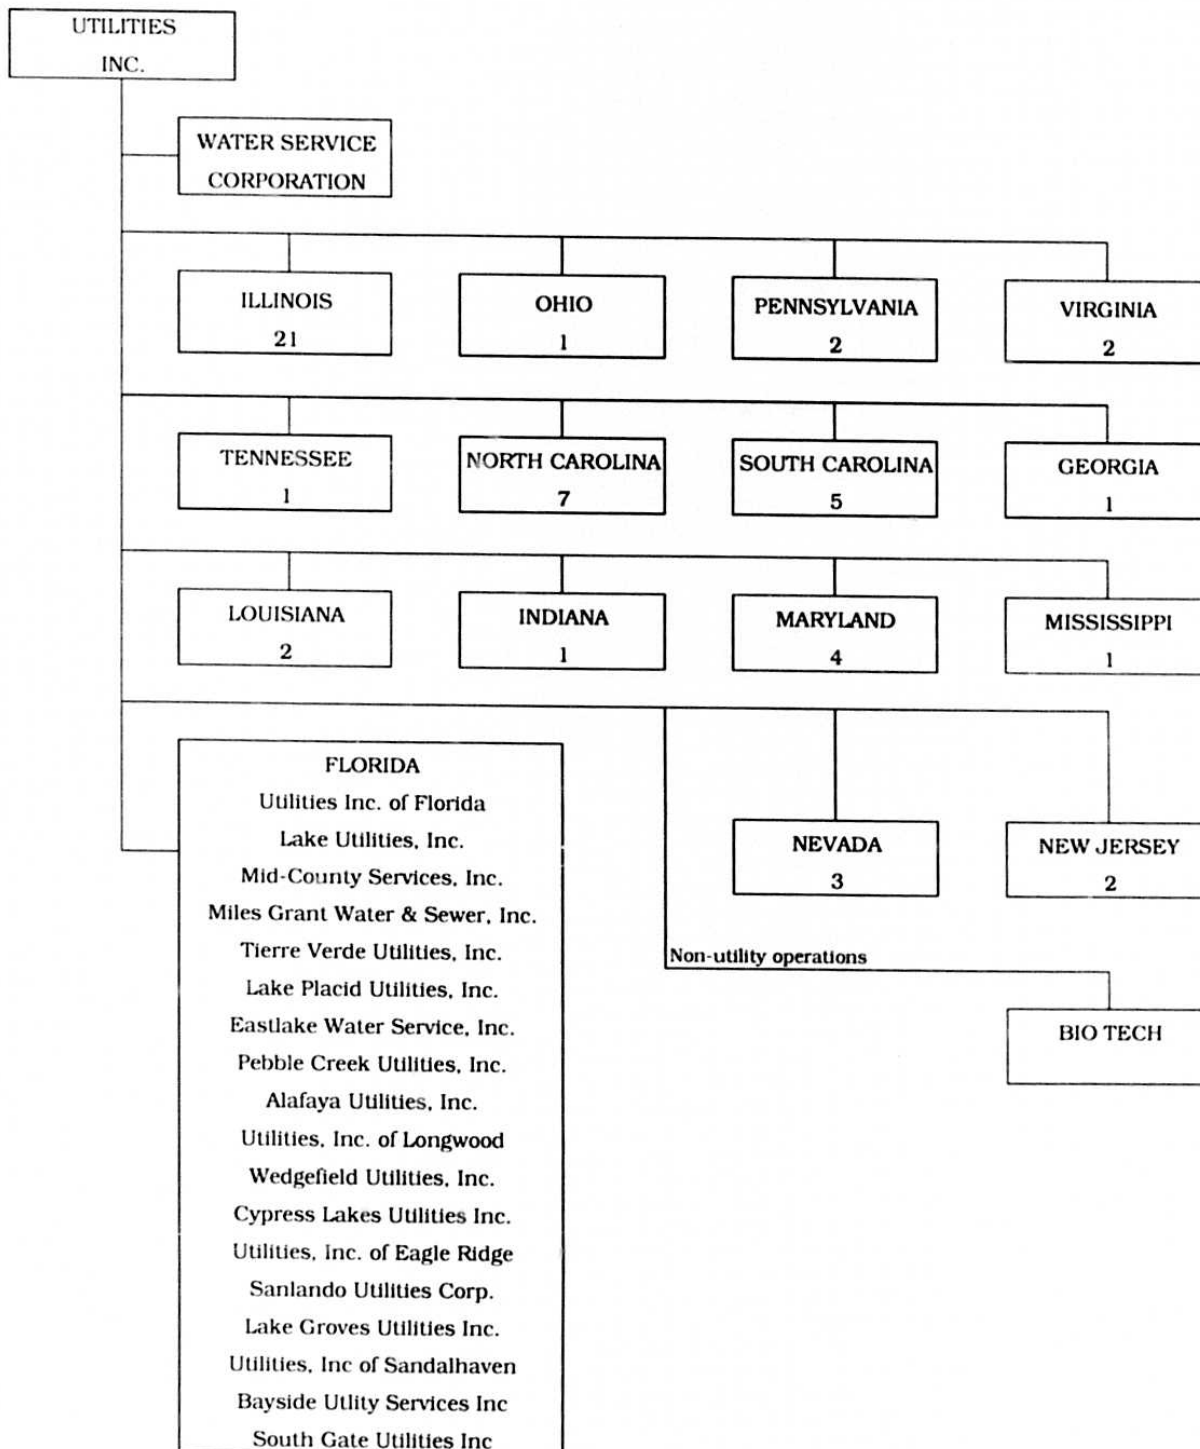 UTILITIES
INC.
WATER SERVICE
CORPORATION
ILLINOIS
21
OHIO
1
PENNSYLVANIA
2
VIRGINIA
2
TENNESSEE
1
NORTH CAROLINA
7
SOUTH CAROLINA
5
GEORGIA
1
LOUISIANA
2
INDIANA
1
MARYLAND
4
MISSISSIPPI
1
FLORIDA
Utilities Inc. of Florida
Lake Utilities, Inc.
Mid-County Services, Inc.
Miles Grant Water & Sewer, Inc.
Tierre Verde Utilities, Inc.
Lake Placid Utilities, Inc.
Eastlake Water Service, Inc.
Pebble Creek Utilities, Inc.
Alafaya Utilities, Inc.
Utilities, Inc. of Longwood
Wedgefield Utilities, Inc.
Cypress Lakes Utilities Inc.
Utilities, Inc. of Eagle Ridge
Sanlando Utilities Corp.
Lake Groves Utilities Inc.
Utilities, Inc of Sandalhaven
Bayside Utlity Services Inc
South Gate Utilities Inc
NEVADA
3
NEW JERSEY
2
Non-utility operations
BIO TECH